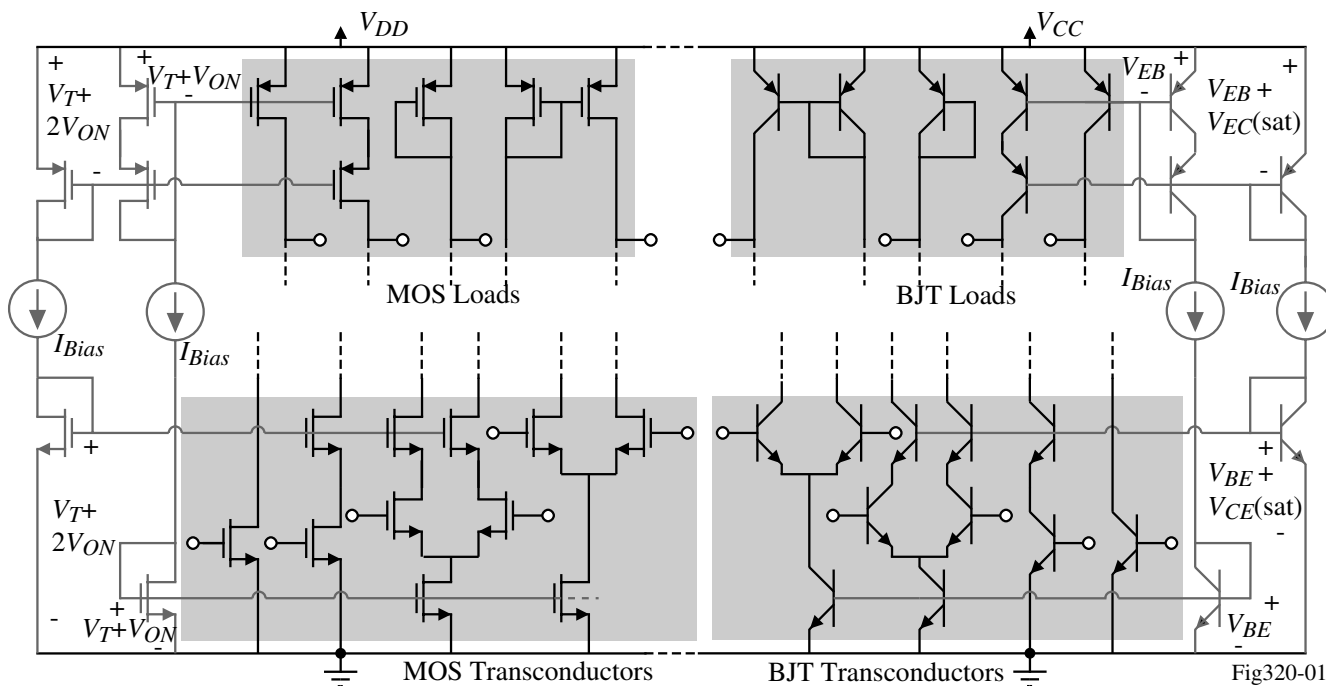 V_DD
V_CC
+
+
V_T+V_ON
-
V_T+
2V_ON
-
V_EB
-
+
+
V_EB +
V_EC(sat)
-
MOS Loads
BJT Loads
I_Bias
I_Bias
I_Bias
I_Bias
+
V_T+
2V_ON
-
+
V_T+V_ON
-
+
V_BE +
V_CE(sat)
-
+
V_BE
-
MOS Transconductors
BJT Transconductors
Fig320-01